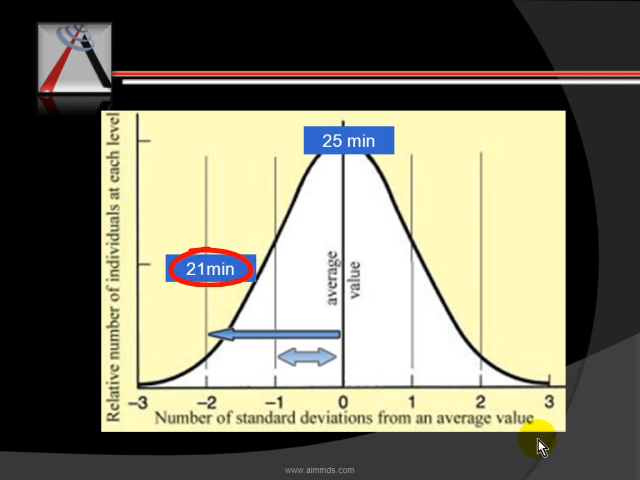 25 min
21min
Relative number of individuals at each level
average
value
−3 −2 −1 0 1 2 3
Number of standard deviations from an average value
www.aimmds.com